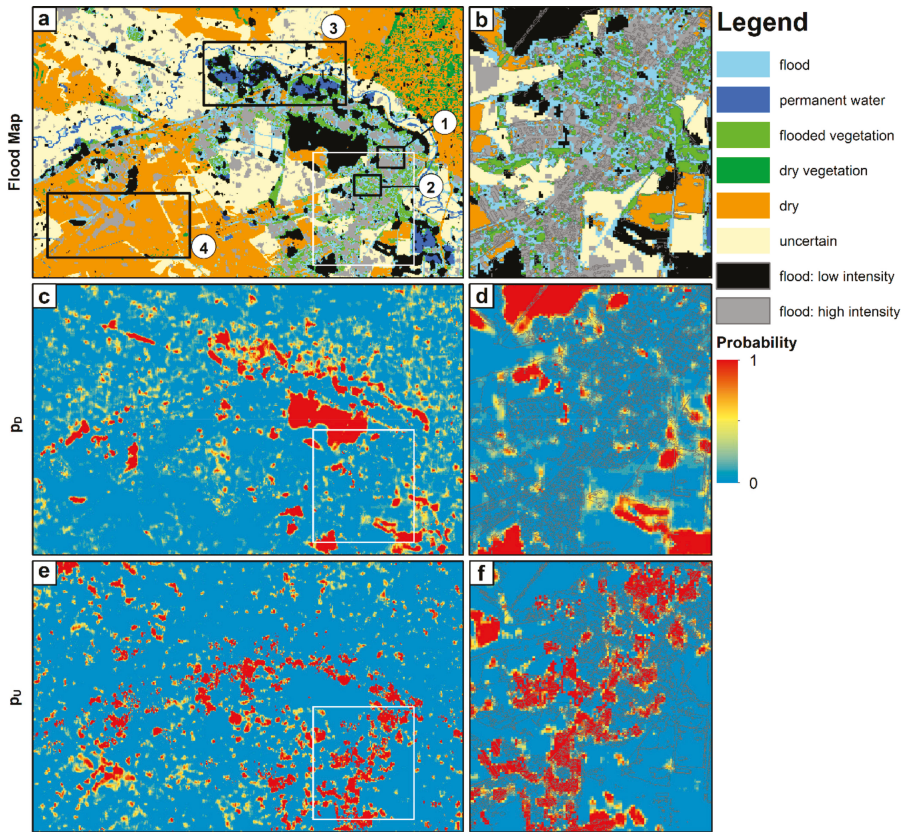 a
3
1
2
4
Flood Map
b
Legend
flood
permanent water
flooded vegetation
dry vegetation
dry
uncertain
flood: low intensity
flood: high intensity
Probability
1
0
c
pD
d
e
pU
f